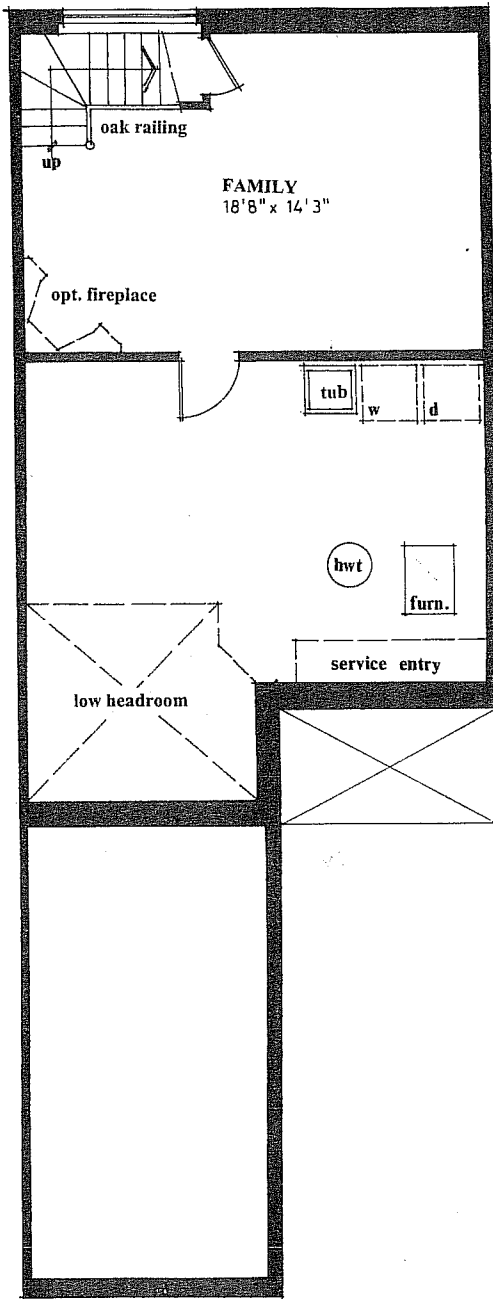 oak railing
up
FAMILY
18'8" x 14'3"
opt. fireplace
tub
w
d
hwt
furn.
service entry
low headroom